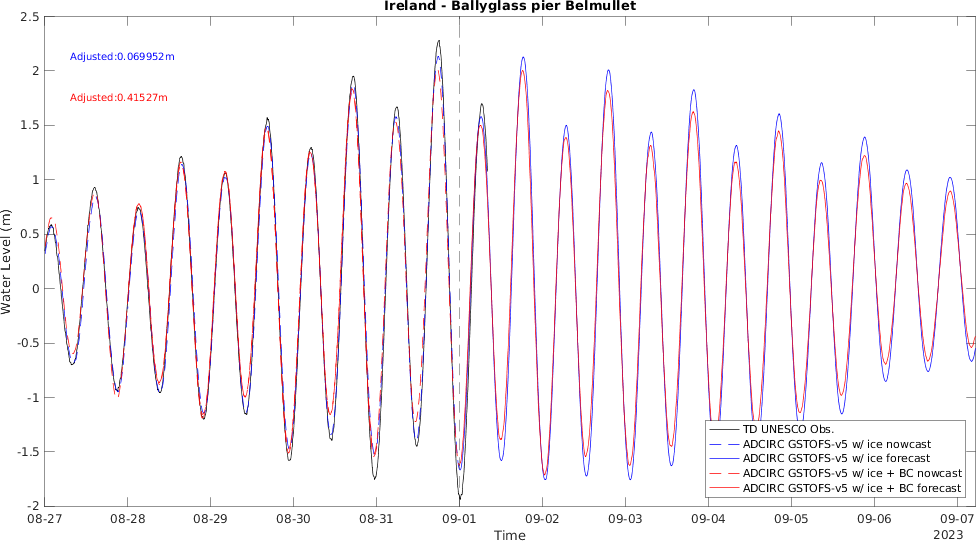 Ireland - Ballyglass pier Belmullet
2.5
2
1.5
1
0.5
0
-0.5
-1
-1.5
-2
Water Level (m)
Adjusted:0.069952m
Adjusted:0.41527m
TD UNESCO Obs.
ADCIRC GSTOFS-v5 w/ ice nowcast
ADCIRC GSTOFS-v5 w/ ice forecast
ADCIRC GSTOFS-v5 w/ ice + BC nowcast
ADCIRC GSTOFS-v5 w/ ice + BC forecast
08-27 08-28 08-29 08-30 08-31 09-01 09-02 09-03 09-04 09-05 09-06 09-07
Time
2023